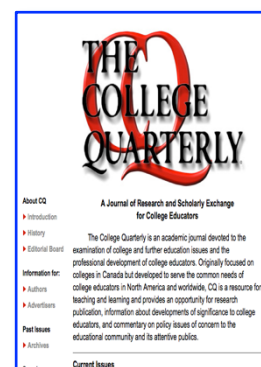 THE
COLLEGE
QUARTERLY
A Journal of Research and Scholarly Exchange
for College Educators
About CQ
Introduction
History
Editorial Board
Information for:
Authors
Advertisers
Past Issues
Archives
The College Quarterly is an academic journal devoted to the
examination of college and further education issues and the
professional development of college educators. Originally focused on
colleges in Canada but developed to serve the common needs of
college educators in North America and worldwide, CQ is a resource for
teaching and learning and provides an opportunity for research
publication, information about developments of significance to college
educators, and commentary on policy issues of concern to the
educational community and its attentive publics.
Current Issues